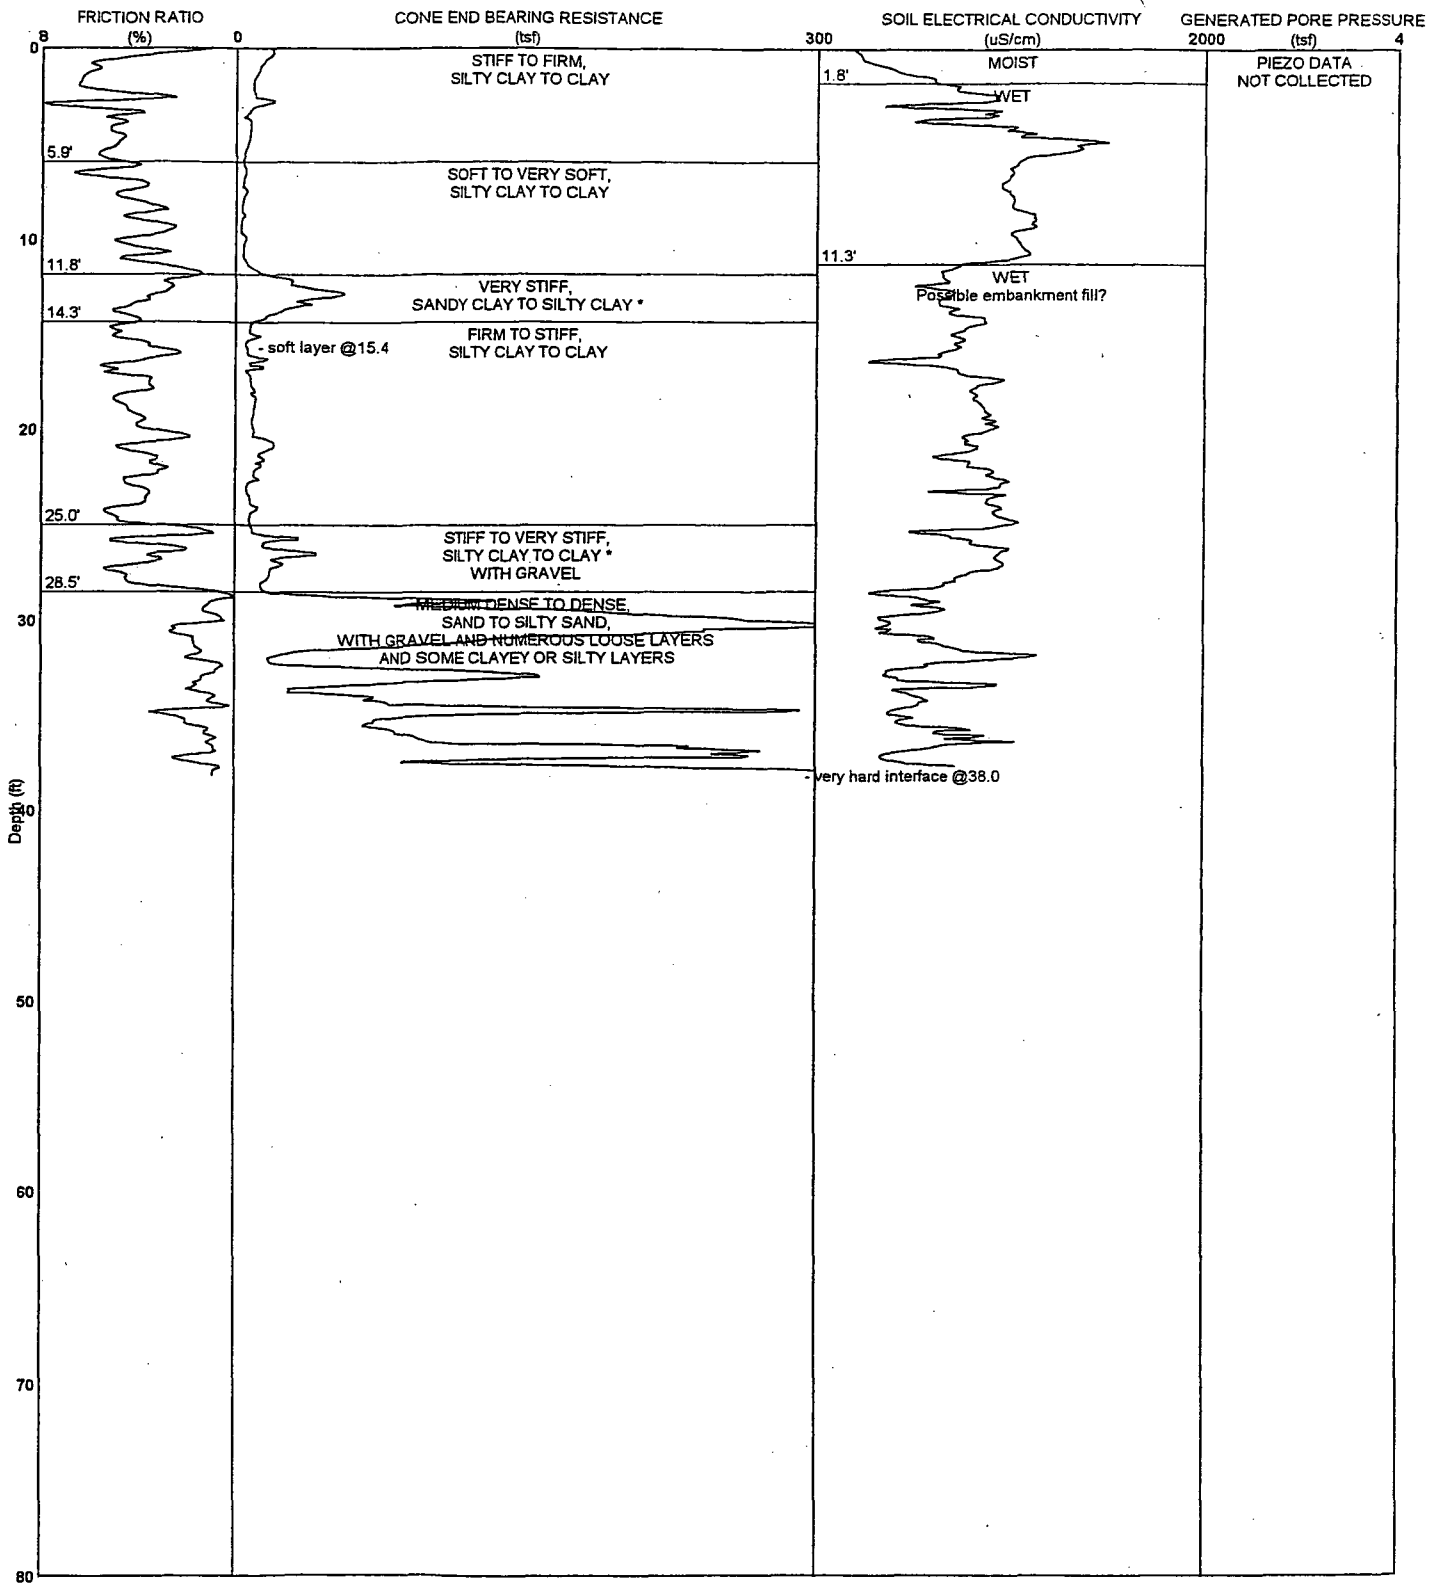 FRICTION RATIO
(%)
8
0
CONE END BEARING RESISTANCE
(tsf)
300
SOIL ELECTRICAL CONDUCTIVITY
(uS/cm)
2000
GENERATED PORE PRESSURE
(tsf)
4
0
STIFF TO FIRM,
SILTY CLAY TO CLAY
MOIST
PIEZO DATA
NOT COLLECTED
1.8'
WET
5.9'
SOFT TO VERY SOFT,
SILTY CLAY TO CLAY
10
11.3'
11.8'
VERY STIFF,
SANDY CLAY TO SILTY CLAY *
WET
Possible embankment fill?
14.3'
FIRM TO STIFF,
SILTY CLAY TO CLAY
- soft layer @15.4
20
25.0'
STIFF TO VERY STIFF,
SILTY CLAY TO CLAY *
WITH GRAVEL
28.5'
MEDIUM DENSE TO DENSE,
SAND TO SILTY SAND,
WITH GRAVEL AND NUMEROUS LOOSE LAYERS
AND SOME CLAYEY OR SILTY LAYERS
30
- very hard interface @38.0
Depth (ft)
40
50
60
70
80